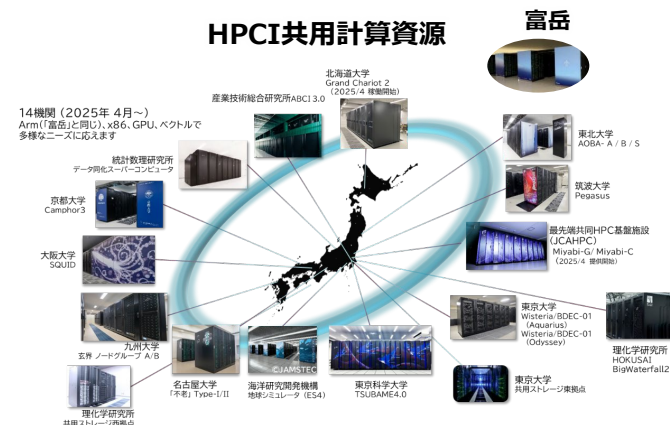 HPCI共用計算資源
富岳
14機関 (2025年 4月～)
Arm(「富岳」と同じ)、x86、GPU、ベクトルで
多様なニーズに応えます
北海道大学
Grand Chariot 2
(2025/4 稼働開始)
産業技術総合研究所ABCI 3.0
統計数理研究所
データ同化スーパーコンピュータ
京都大学
Camphor3
大阪大学
SQUID
九州大学
玄界 ノードグループ A/B
理化学研究所
共用ストレージ西拠点
名古屋大学
「不老」 Type-I/II
©JAMSTEC
海洋研究開発機構
地球シミュレータ (ES4)
東京科学大学
TSUBAME4.0
東京大学
共用ストレージ東拠点
東北大学
AOBA- A / B / S
筑波大学
Pegasus
最先端共同HPC基盤施設
(JCAHPC)
Miyabi-G/ Miyabi-C
(2025/4 提供開始)
東京大学
Wisteria/BDEC-01
(Aquarius)
Wisteria/BDEC-01
(Odyssey)
理化学研究所
HOKUSAI
BigWaterfall2